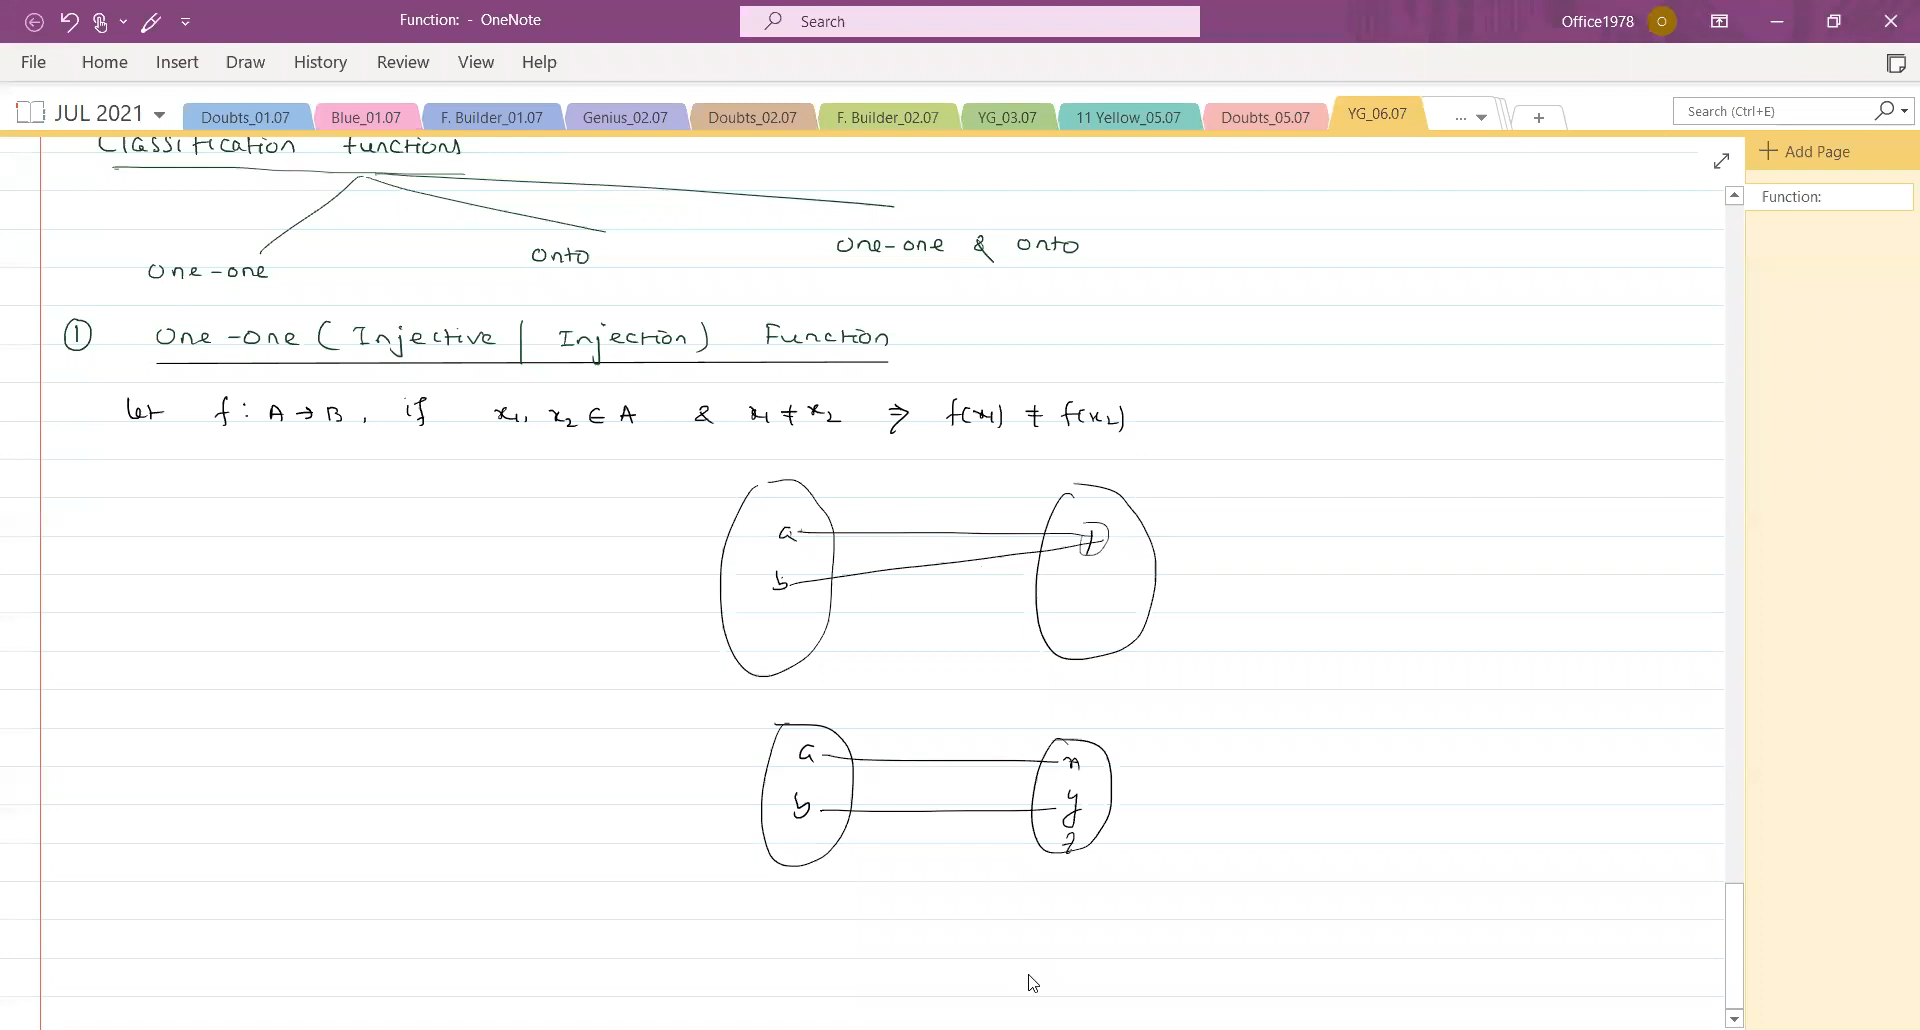 Function: - OneNote
Search
Office1978
O
File Home Insert Draw History Review View Help
JUL 2021
Doubts_01.07 Blue_01.07 F. Builder_01.07 Genius_02.07 Doubts_02.07 F. Builder_02.07 YG_03.07 11 Yellow_05.07 Doubts_05.07 YG_06.07 ... +
Search (Ctrl+E)
Add Page
Function:
Classification functions
One-one
Onto
One-one & onto
① One-one (Injective | Injection) Function
let f : A → B , if x₁, x₂ ∈ A & x₁ ≠ x₂ ⇒ f(x₁) ≠ f(x₂)
a 1
b
a x
b y
z